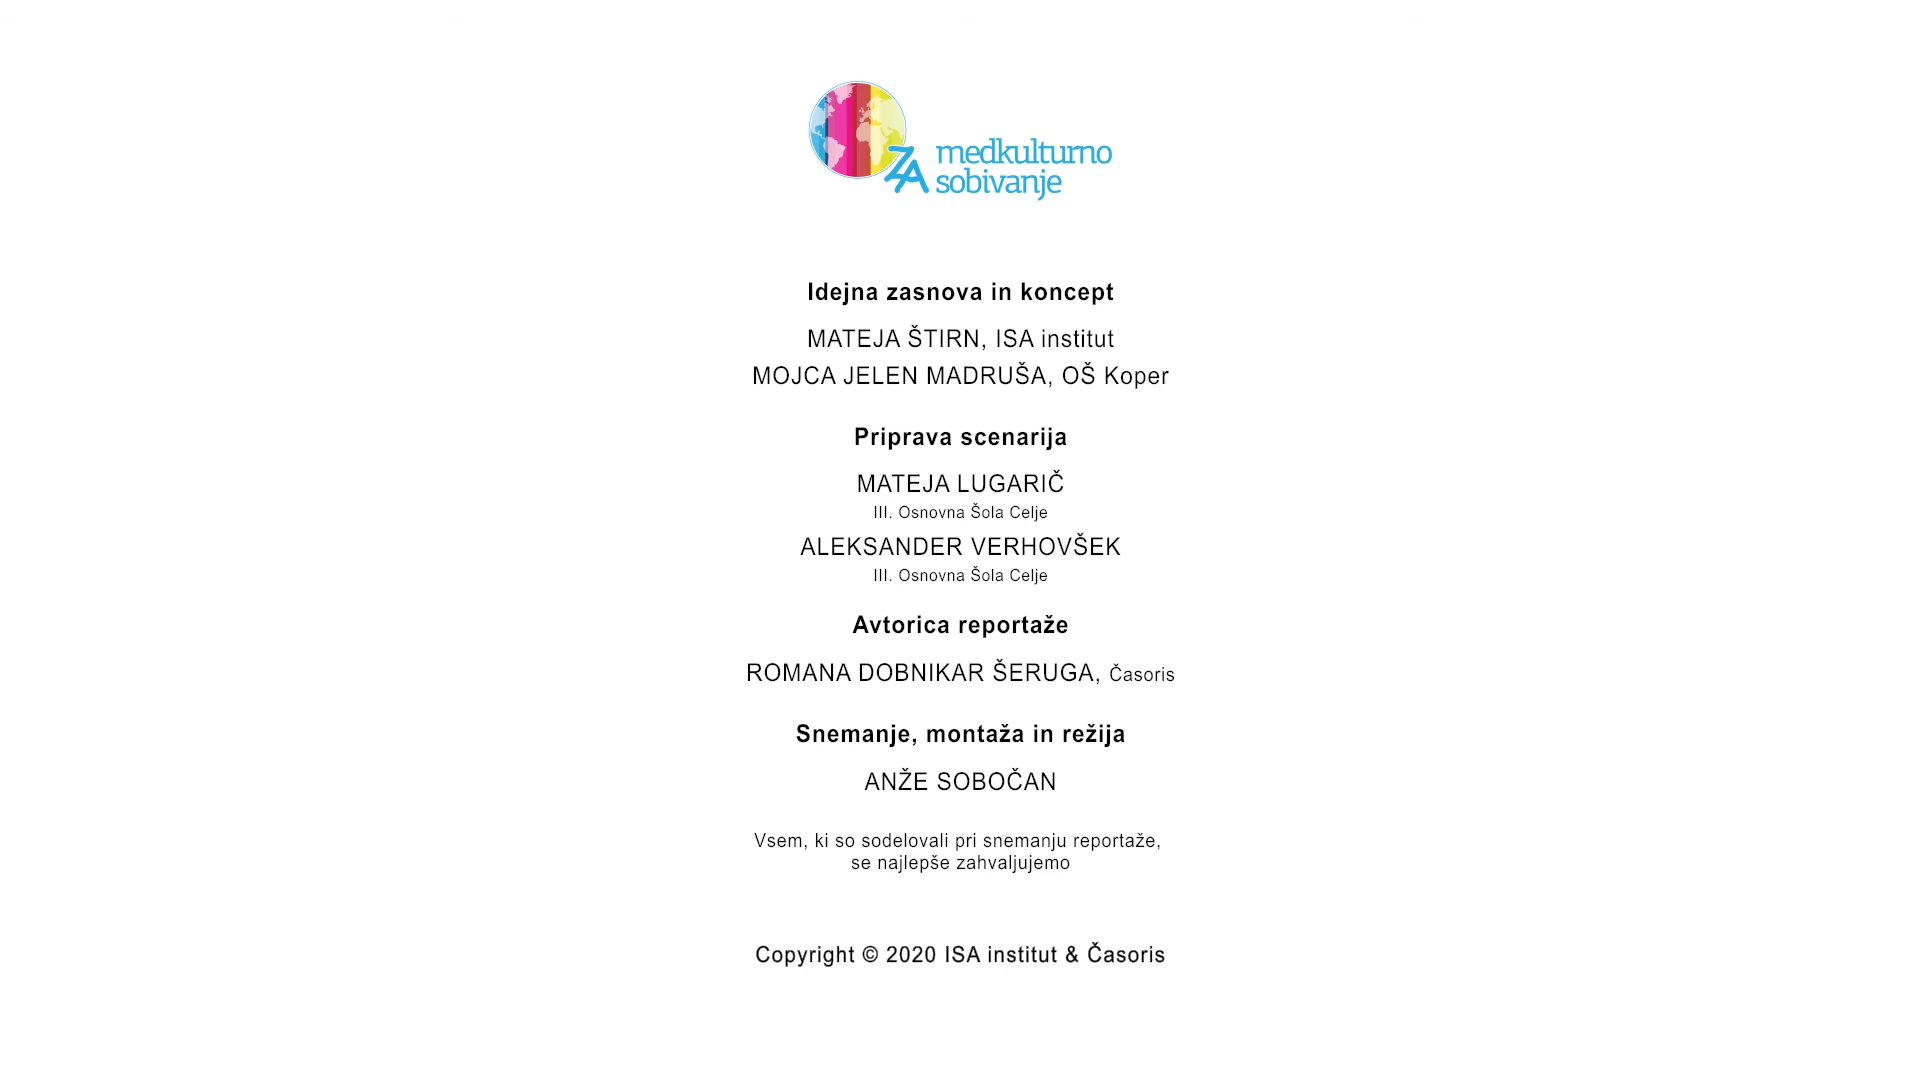 ZA medkulturno
sobivanje
Idejna zasnova in koncept
MATEJA ŠTIRN, ISA institut
MOJCA JELEN MADRUŠA, OŠ Koper
Priprava scenarija
MATEJA LUGARIČ
III. Osnovna Šola Celje
ALEKSANDER VERHOVŠEK
III. Osnovna Šola Celje
Avtorica reportaže
ROMANA DOBNIKAR ŠERUGA, Časoris
Snemanje, montaža in režija
ANŽE SOBOČAN
Vsem, ki so sodelovali pri snemanju reportaže,
se najlepše zahvaljujemo
Copyright © 2020 ISA institut & Časoris